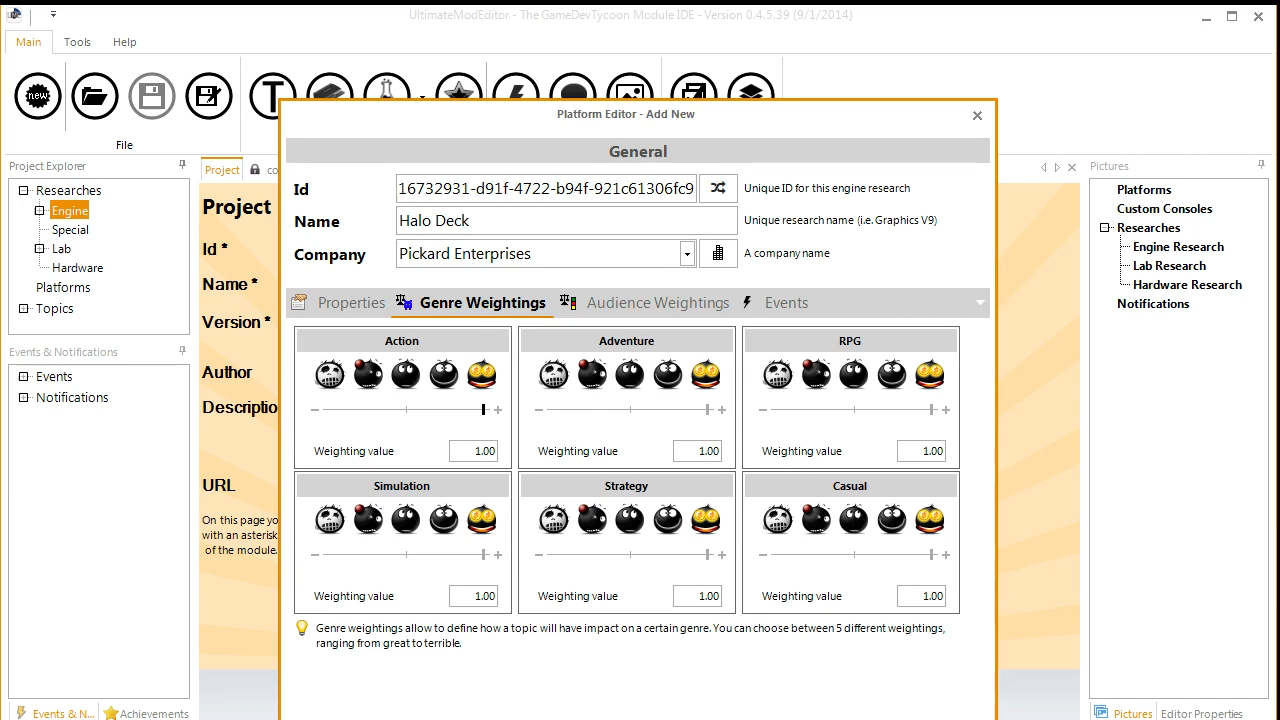 UltimateModEditor - TheGameDevTycoon Module IDE - Version 0.4.5.39 (9/1/2014)
Main Tools Help
new
T
File
Platform Editor - Add New
General
Id 16732931-d91f-4722-b94f-921c61306fc9 Unique ID for this engine research
Name Halo Deck Unique research name (i.e. Graphics V9)
Company Pickard Enterprises A company name
Properties Genre Weightings Audience Weightings Events
Action Adventure RPG
Weighting value 1.00 Weighting value 1.00 Weighting value 1.00
Simulation Strategy Casual
Weighting value 1.00 Weighting value 1.00 Weighting value 1.00
Genre weightings allow to define how a topic will have impact on a certain genre. You can choose between 5 different weightings,
ranging from great to terrible.
Project Explorer
Researches
Engine
Special
Lab
Hardware
Platforms
Topics
Events & Notifications
Events
Notifications
Events & N... Achievements
Project co
Project
Id *
Name *
Version *
Author
Descriptio
URL
On this page yo
with an asterisk
of the module.
Pictures
Platforms
Custom Consoles
Researches
Engine Research
Lab Research
Hardware Research
Notifications
Pictures Editor Properties